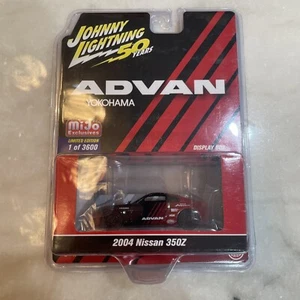 JOHNNY
LIGHTNING 50
YEARS
ADVAN
YOKOHAMA
MiJo
Exclusives
LIMITED EDITION
1 of 3600
DISPLAY
ADVAN
2004 Nissan 350Z